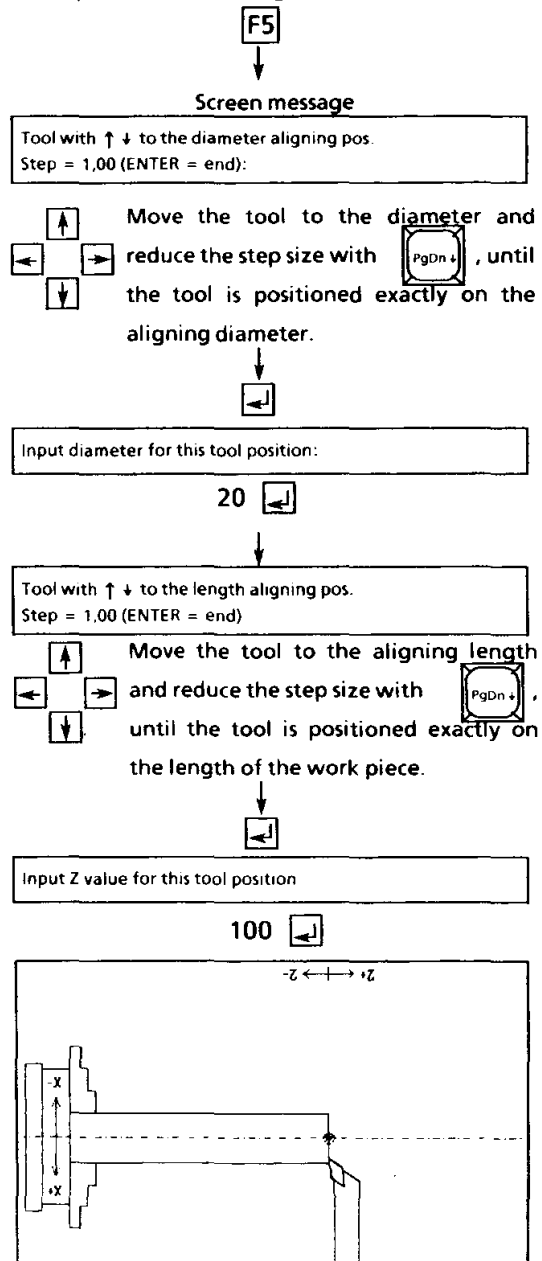 F5
Screen message
Tool with ↑ ↓ to the diameter aligning pos.
Step = 1,00 (ENTER = end):
Move the tool to the diameter and
reduce the step size with PgDn ↓ , until
the tool is positioned exactly on the
aligning diameter.
Input diameter for this tool position:
20
Tool with ↑ ↓ to the length aligning pos.
Step = 1,00 (ENTER = end)
Move the tool to the aligning length
and reduce the step size with PgDn ↓ ,
until the tool is positioned exactly on
the length of the work piece.
Input Z value for this tool position
100
-Z +Z
-X
+X